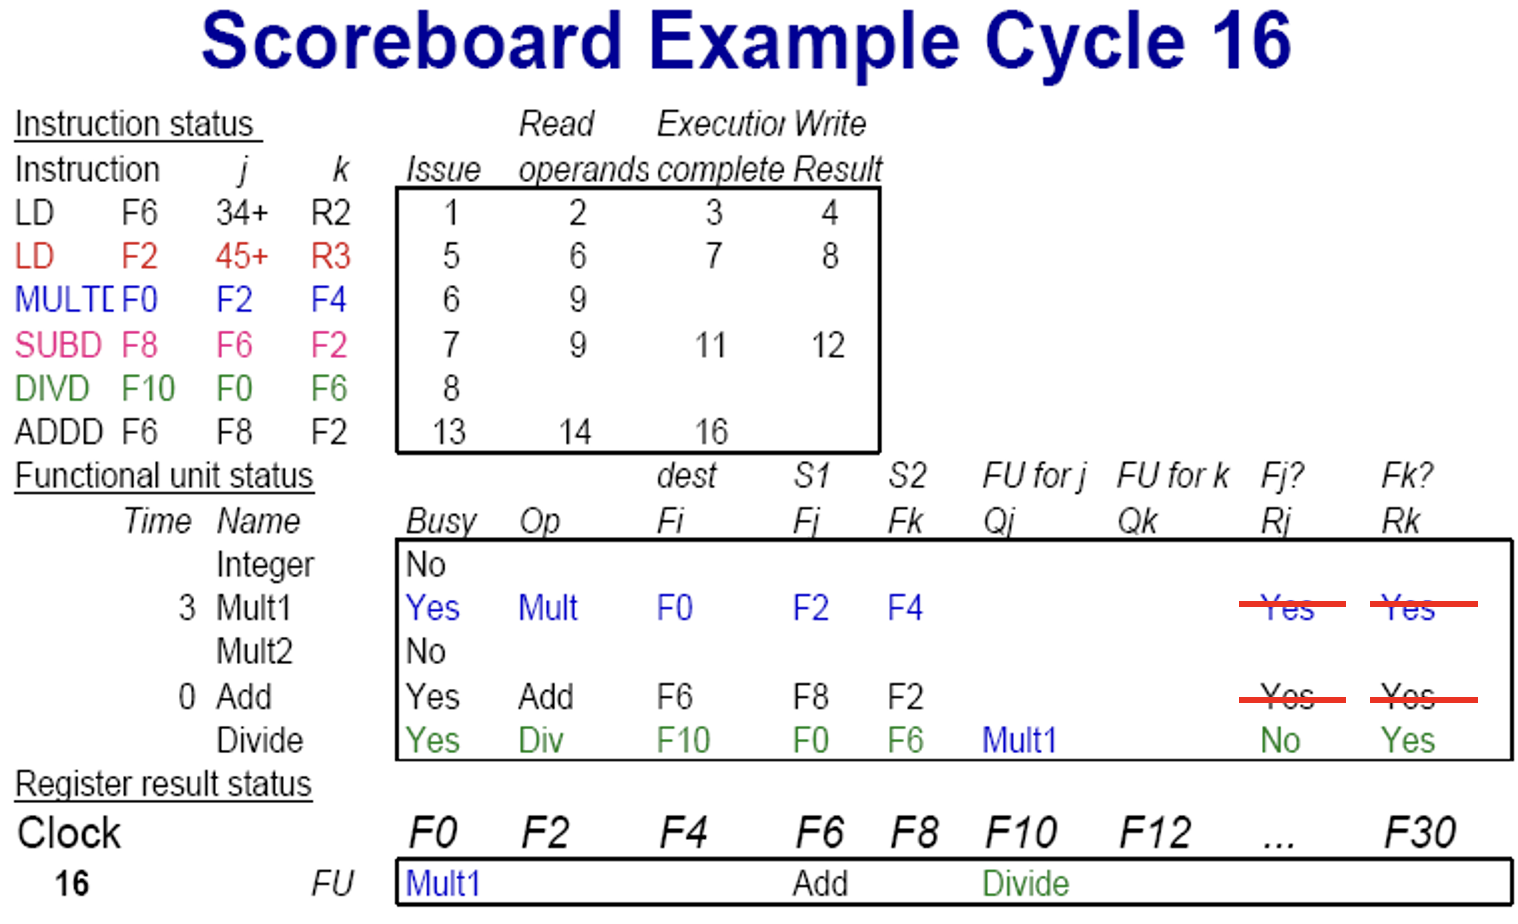 Scoreboard Example Cycle 16
Instruction status Read Execution Write
Instruction j k Issue operands complete Result
LD F6 34+ R2 1 2 3 4
LD F2 45+ R3 5 6 7 8
MULTD F0 F2 F4 6 9
SUBD F8 F6 F2 7 9 11 12
DIVD F10 F0 F6 8
ADDD F6 F8 F2 13 14 16
Functional unit status dest S1 S2 FU for j FU for k Fj? Fk?
Time Name Busy Op Fi Fj Fk Qj Qk Rj Rk
Integer No
3 Mult1 Yes Mult F0 F2 F4 Yes Yes
Mult2 No
0 Add Yes Add F6 F8 F2 Yes Yes
Divide Yes Div F10 F0 F6 Mult1 No Yes
Register result status
Clock F0 F2 F4 F6 F8 F10 F12 ... F30
16 FU Mult1 Add Divide